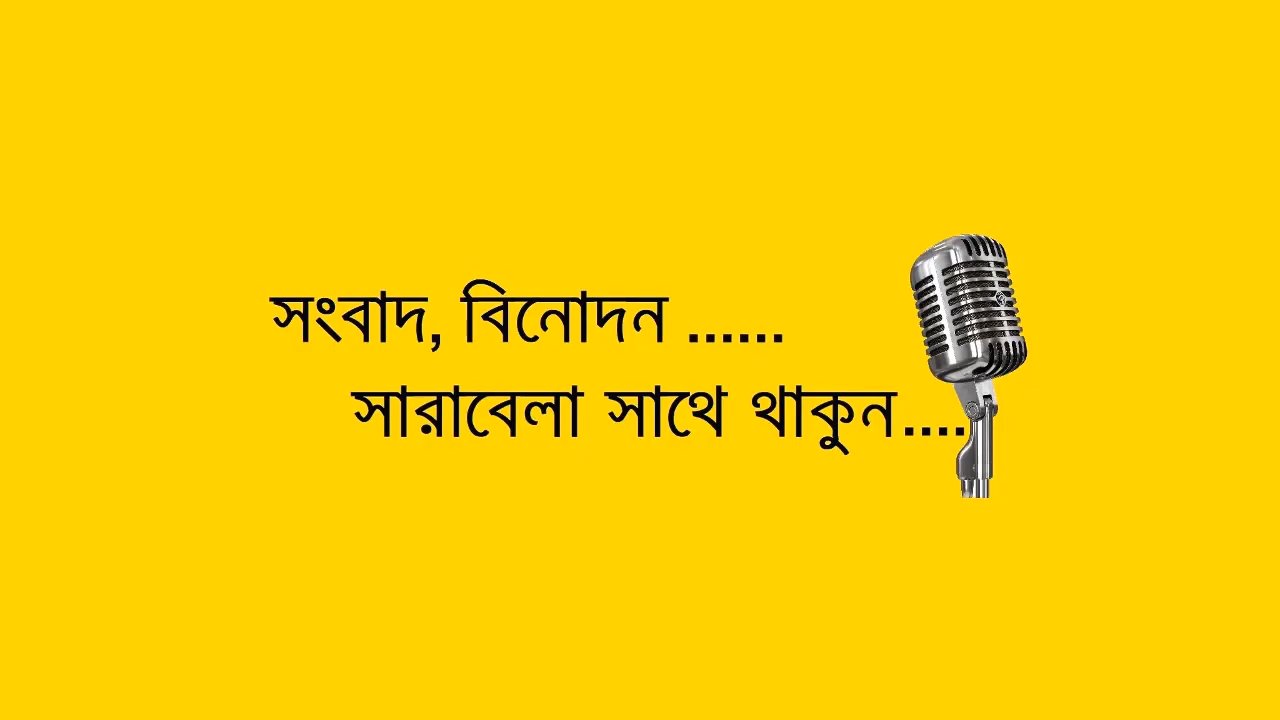 সংবাদ, বিনোদন ......
সারাবেলা সাথে থাকুন....